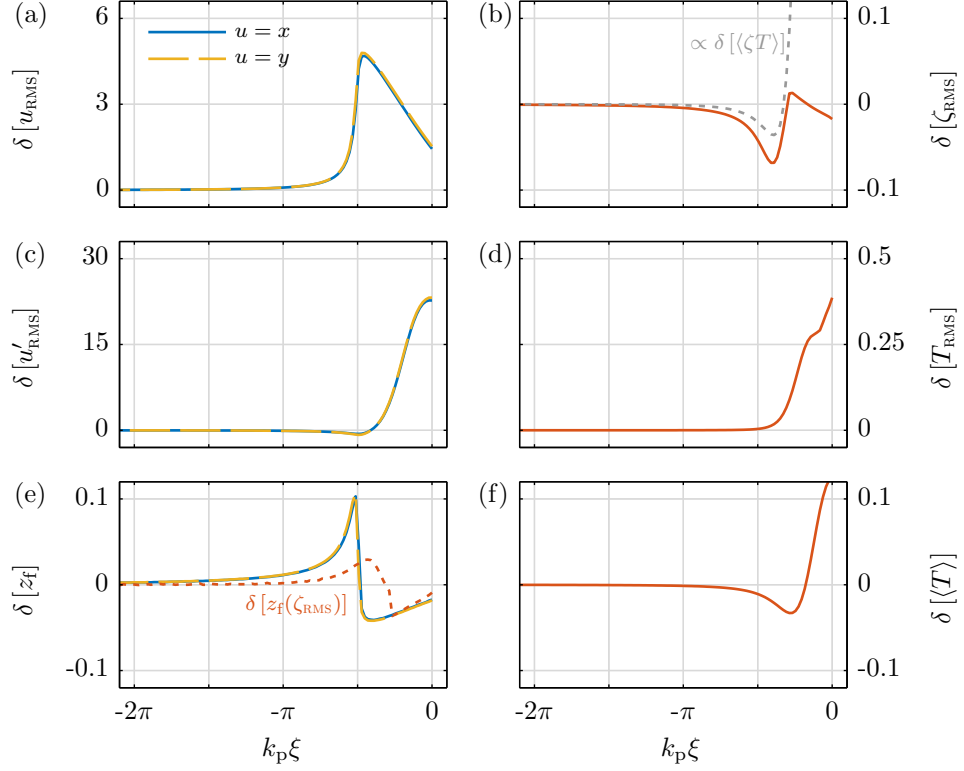 (a)
6
3
0
δ [u_RMS]
u = x
u = y
(b)
∝ δ [⟨ζT⟩]
0.1
0
-0.1
δ [ζ_RMS]
(c)
30
15
0
δ [u′_RMS]
(d)
0.5
0.25
0
δ [T_RMS]
(e)
0.1
0
-0.1
δ [z_f]
δ [z_f(ζ_RMS)]
-2π -π 0
k_pξ
(f)
0.1
0
-0.1
δ [⟨T⟩]
-2π -π 0
k_pξ